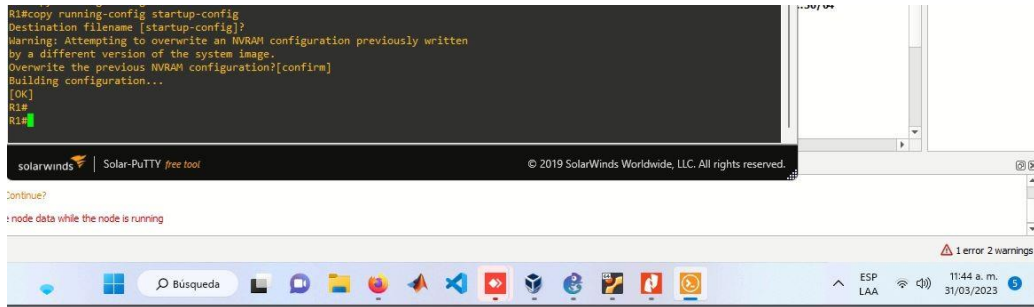 R1#copy running-config startup-config
Destination filename [startup-config]?
Warning: Attempting to overwrite an NVRAM configuration previously written
by a different version of the system image.
Overwrite the previous NVRAM configuration?[confirm]
Building configuration...
[OK]
R1#
R1#
solarwinds Solar-PuTTY free tool © 2019 SolarWinds Worldwide, LLC. All rights reserved.
Continue?
node data while the node is running
1 error 2 warnings
Búsqueda
ESP
LAA
11:44 a. m.
31/03/2023
5